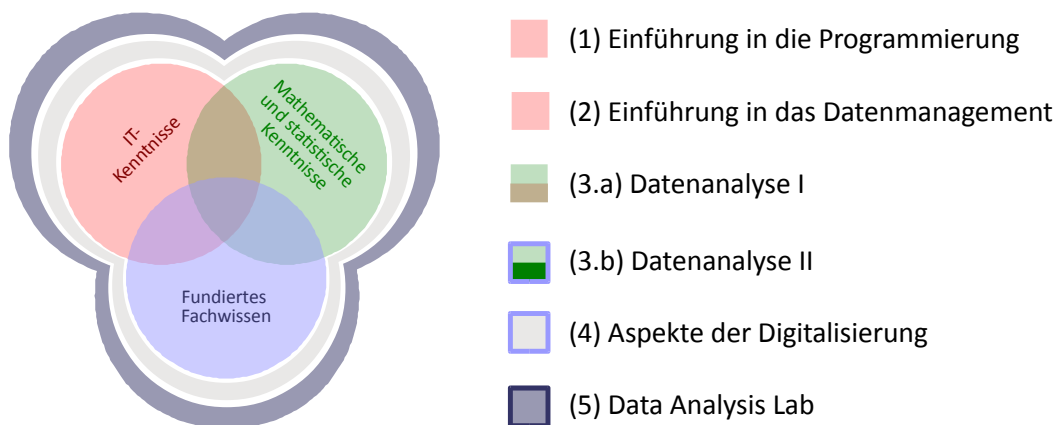 IT-
Kenntnisse
Mathematische
und statistische
Kenntnisse
Fundiertes
Fachwissen
(1) Einführung in die Programmierung
(2) Einführung in das Datenmanagement
(3.a) Datenanalyse I
(3.b) Datenanalyse II
(4) Aspekte der Digitalisierung
(5) Data Analysis Lab